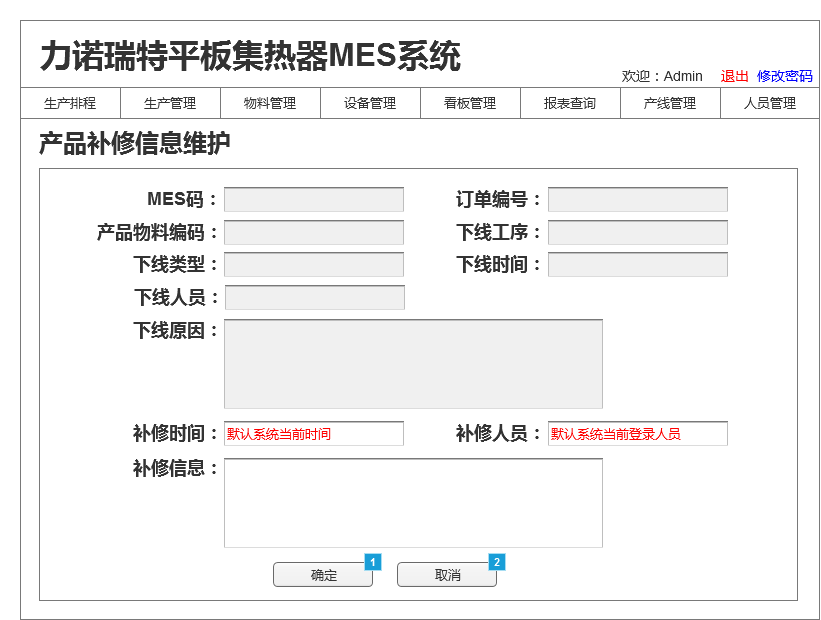 力诺瑞特平板集热器MES系统
欢迎：Admin 退出 修改密码
生产排程 生产管理 物料管理 设备管理 看板管理 报表查询 产线管理 人员管理
产品补修信息维护
MES码： 订单编号：
产品物料编码： 下线工序：
下线类型： 下线时间：
下线人员：
下线原因：
补修时间： 默认系统当前时间 补修人员： 默认系统当前登录人员
补修信息：
确定 1 取消 2